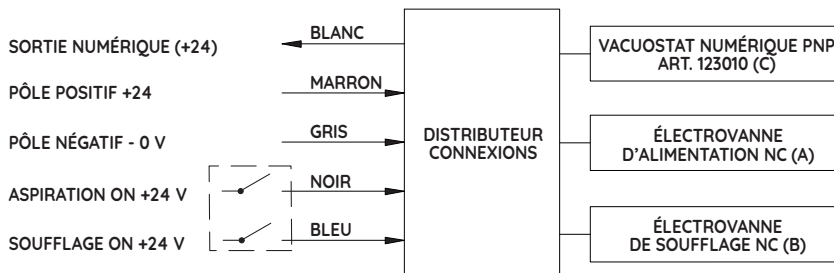 SORTIE NUMÉRIQUE (+24)
BLANC
PÔLE POSITIF +24
MARRON
PÔLE NÉGATIF - 0 V
GRIS
ASPIRATION ON +24 V
NOIR
SOUFFLAGE ON +24 V
BLEU
DISTRIBUTEUR
CONNEXIONS
VACUOSTAT NUMÉRIQUE PNP
ART. 123010 (C)
ÉLECTROVANNE
D'ALIMENTATION NC (A)
ÉLECTROVANNE
DE SOUFFLAGE NC (B)